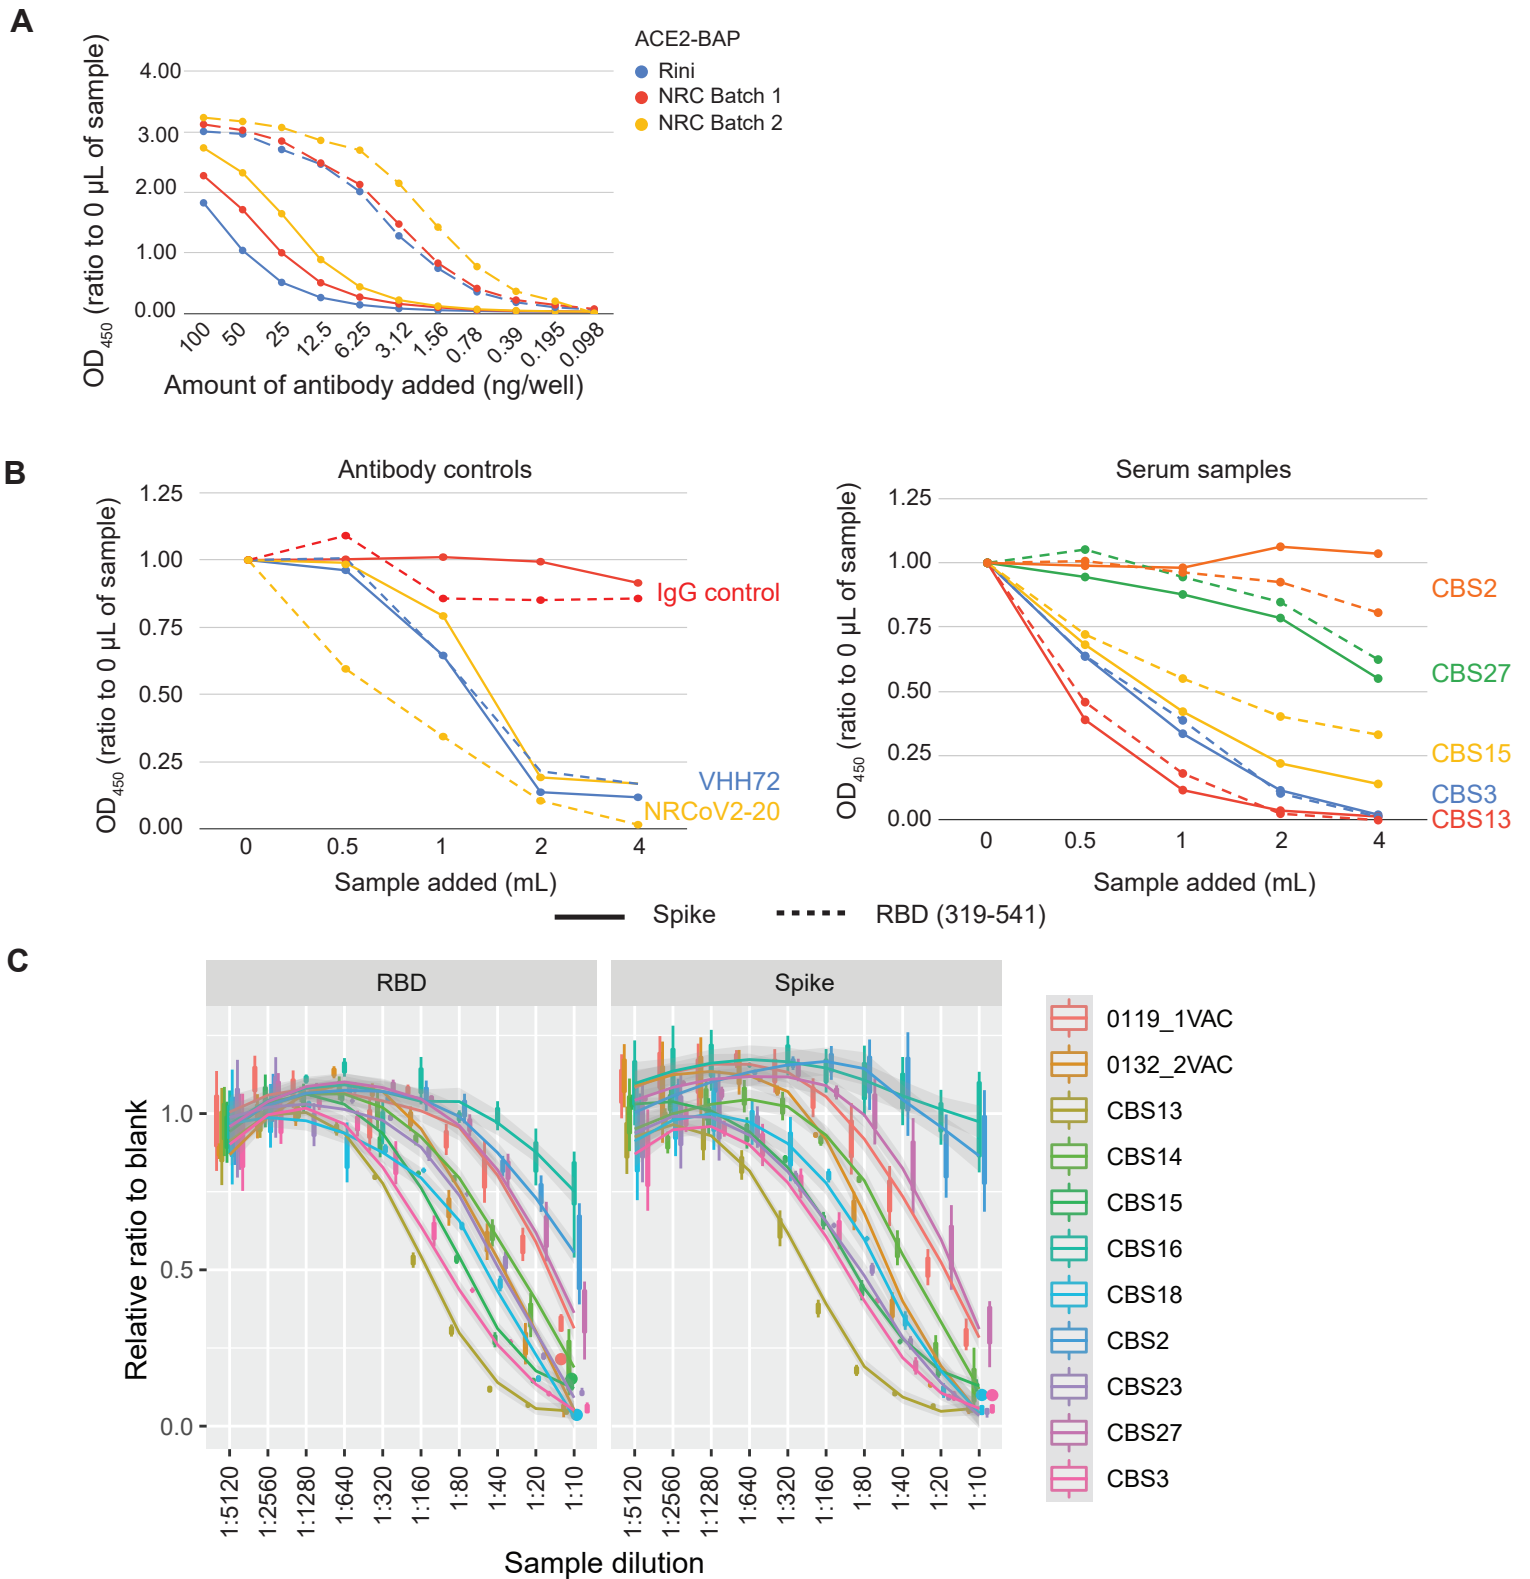 A
OD450 (ratio to 0 µL of sample)
4.00
3.00
2.00
1.00
0.00
100
50
25
12.5
6.25
3.12
1.56
0.78
0.39
0.195
0.098
Amount of antibody added (ng/well)
ACE2-BAP
Rini
NRC Batch 1
NRC Batch 2
B
Antibody controls
OD450 (ratio to 0 µL of sample)
1.25
1.00
0.75
0.50
0.25
0.00
0
0.5
1
2
4
Sample added (mL)
IgG control
VHH72
NRCoV2-20
Serum samples
OD450 (ratio to 0 µL of sample)
1.25
1.00
0.75
0.50
0.25
0.00
0
0.5
1
2
4
Sample added (mL)
CBS2
CBS27
CBS15
CBS3
CBS13
Spike
RBD (319-541)
C
Relative ratio to blank
1.0
0.5
0.0
RBD
1:5120
1:2560
1:1280
1:640
1:320
1:160
1:80
1:40
1:20
1:10
Spike
1:5120
1:2560
1:1280
1:640
1:320
1:160
1:80
1:40
1:20
1:10
Sample dilution
0119_1VAC
0132_2VAC
CBS13
CBS14
CBS15
CBS16
CBS18
CBS2
CBS23
CBS27
CBS3